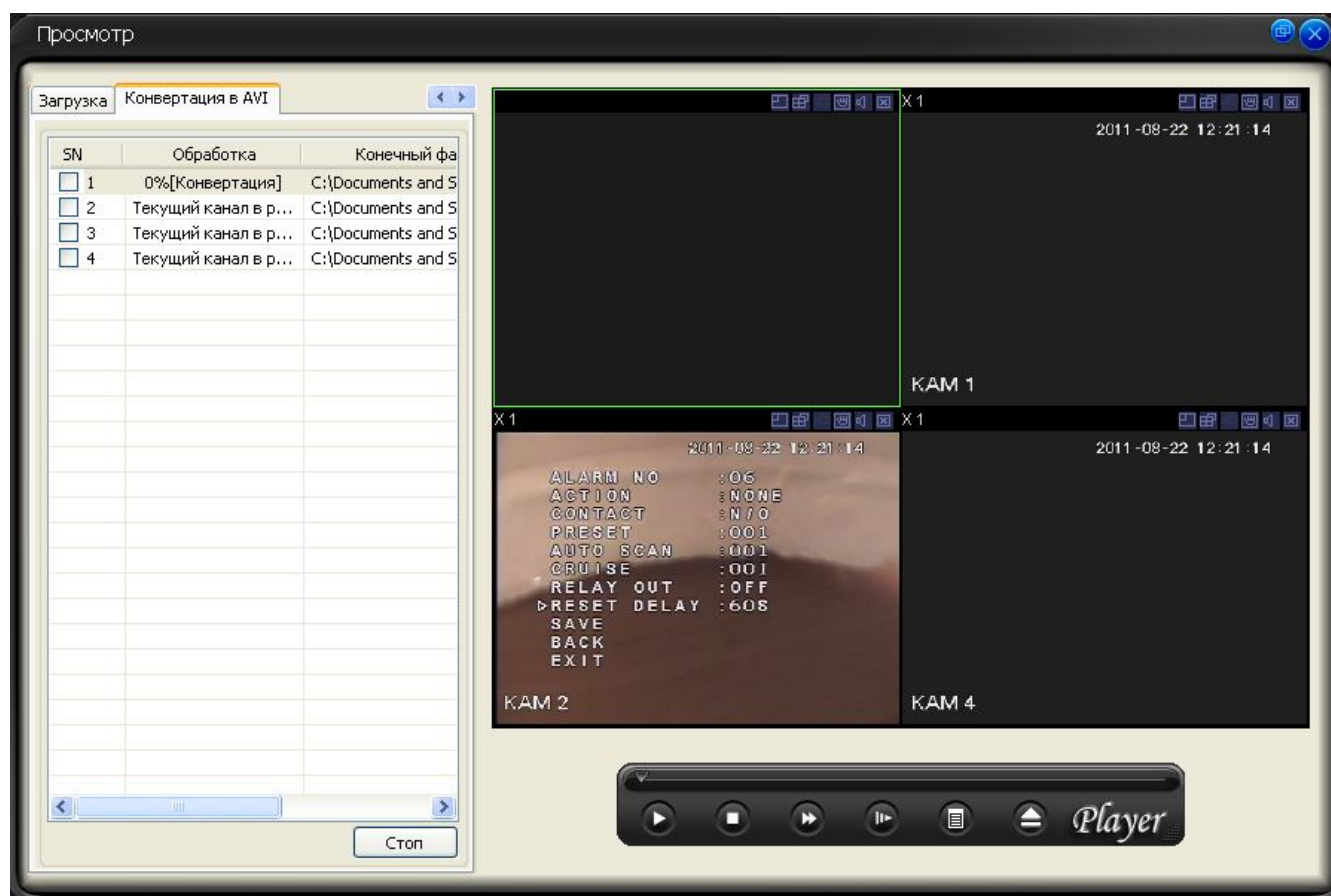 Просмотр
Загрузка Конвертация в AVI
SN Обработка Конечный фа
1 0%[Конвертация] C:\Documents and S
2 Текущий канал в р... C:\Documents and S
3 Текущий канал в р... C:\Documents and S
4 Текущий канал в р... C:\Documents and S
Стоп
X 1
2011-08-22 12:21:14
КАМ 1
X 1
2011-08-22 12:21:14
ALARM NO :06
ACTION :NONE
CONTACT :N/O
PRESET :001
AUTO SCAN :001
CRUISE :001
RELAY OUT :OFF
RESET DELAY :60S
SAVE
BACK
EXIT
КАМ 2
X 1
2011-08-22 12:21:14
КАМ 4
Player